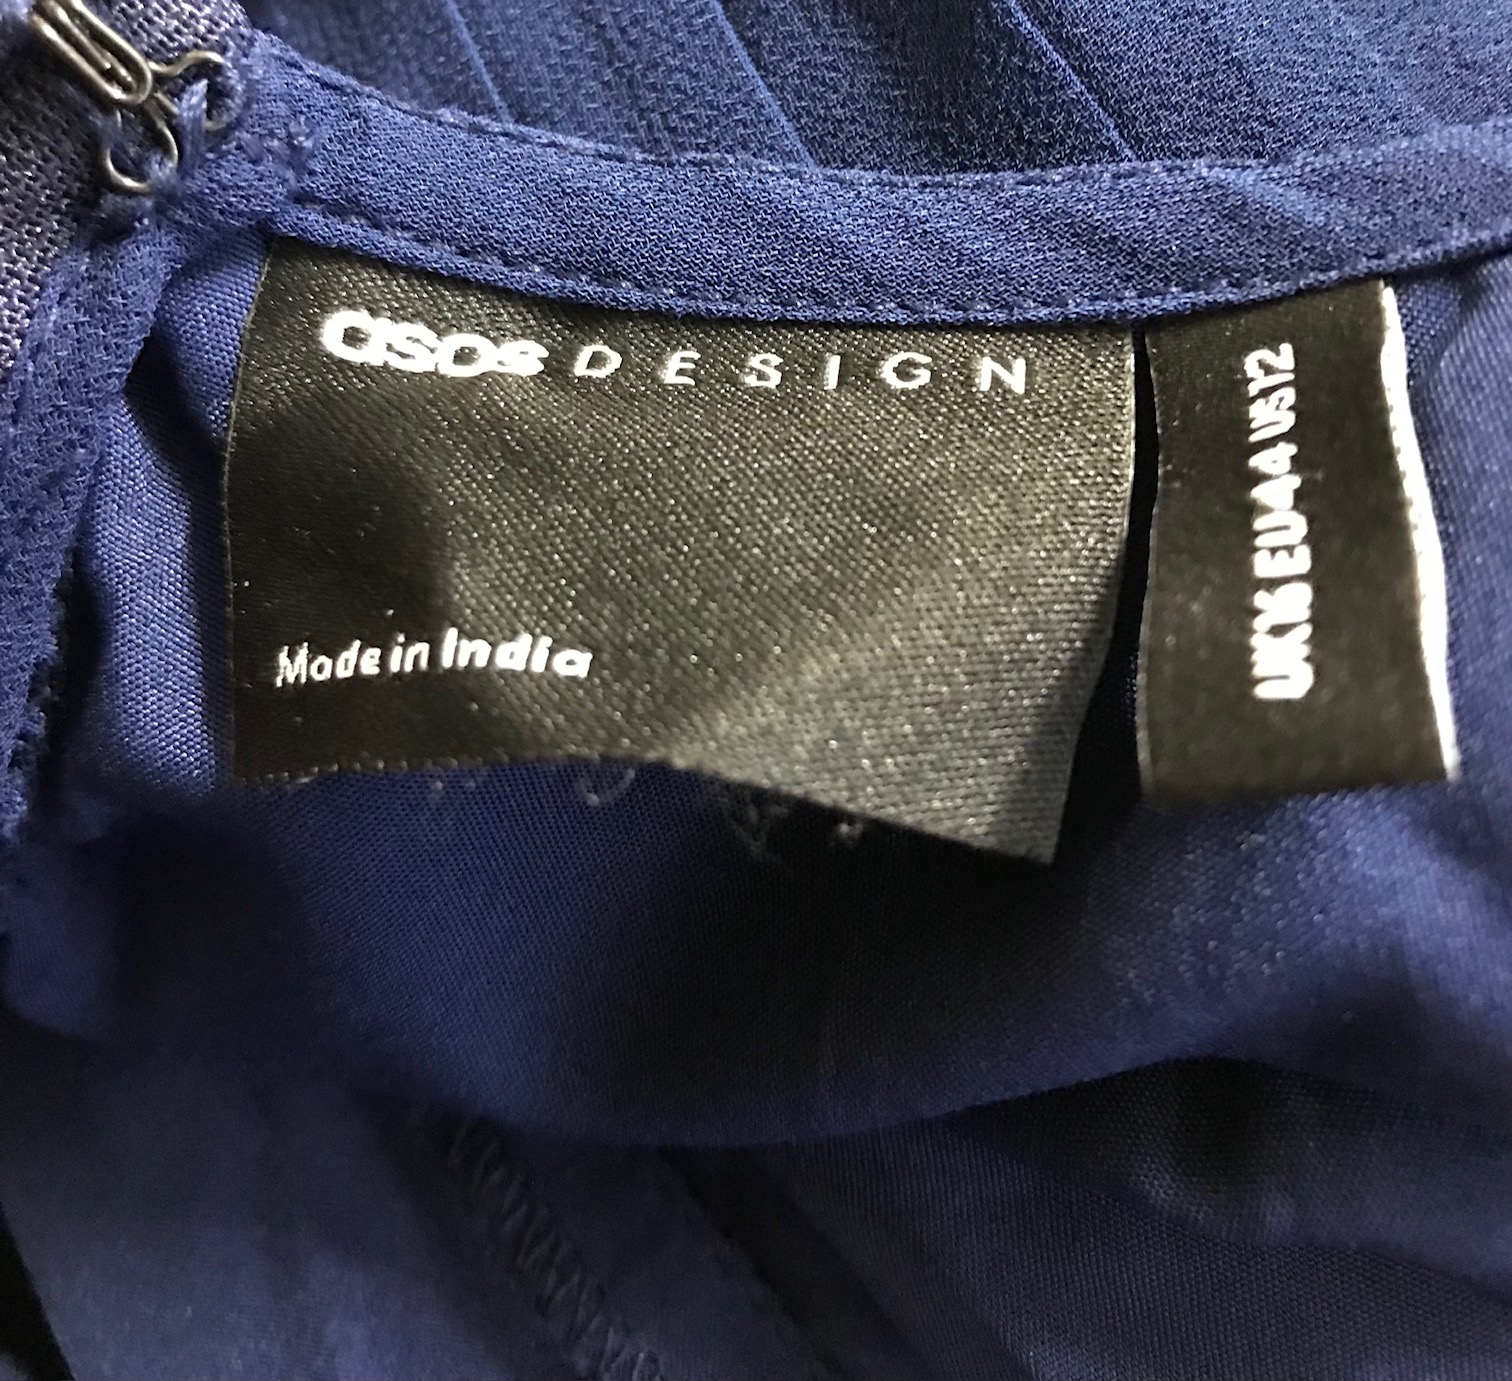 asos DESIGN
Made in India
UK16 EU44 US12